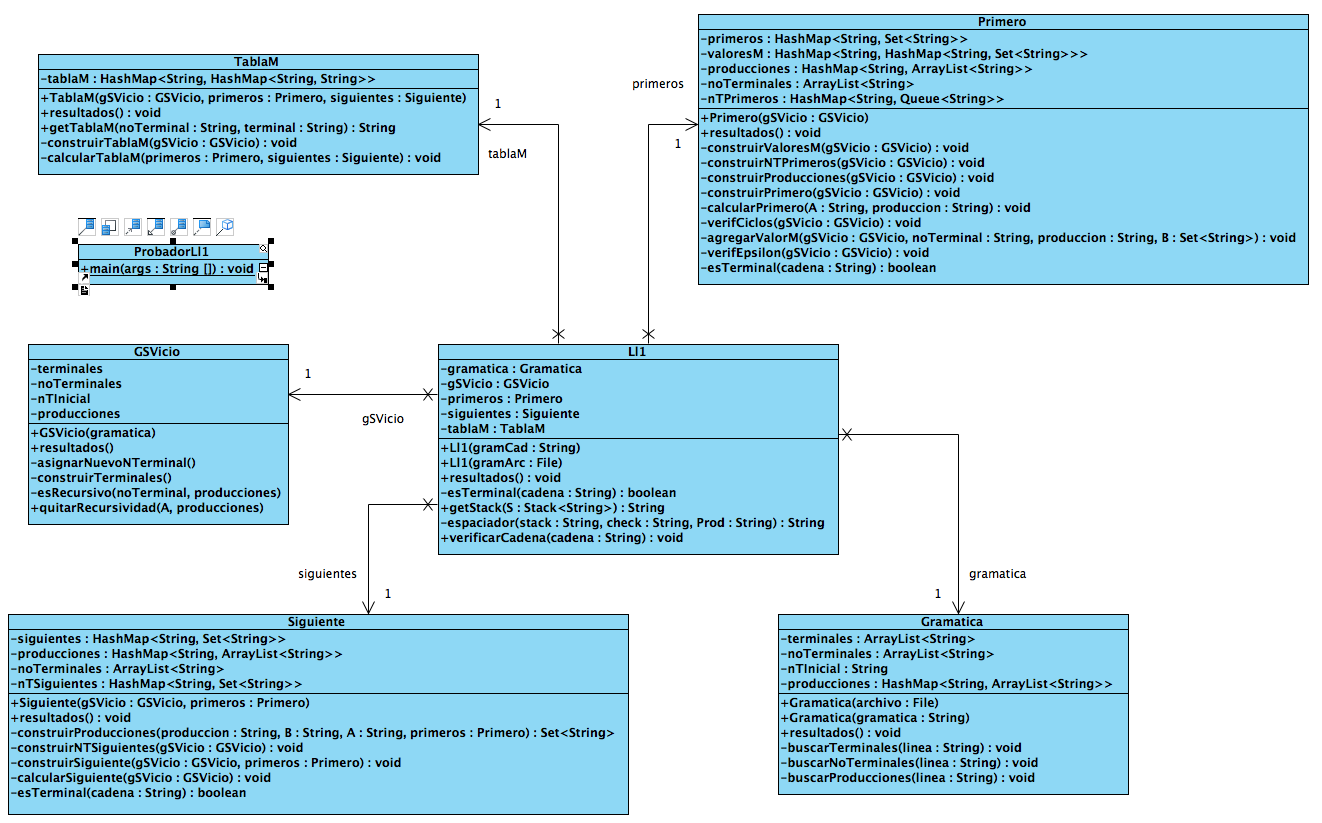 TablaM
-tablaM : HashMap<String, HashMap<String, String>>
+TablaM(gSVicio : GSVicio, primeros : Primero, siguientes : Siguiente)
+resultados() : void
+getTablaM(noTerminal : String, terminal : String) : String
-construirTablaM(gSVicio : GSVicio) : void
-calcularTablaM(primeros : Primero, siguientes : Siguiente) : void
1
tablaM
primeros
1
Primero
-primeros : HashMap<String, Set<String>>
-valoresM : HashMap<String, HashMap<String, Set<String>>>
-producciones : HashMap<String, ArrayList<String>>
-noTerminales : ArrayList<String>
-nTPrimeros : HashMap<String, Queue<String>>
+Primero(gSVicio : GSVicio)
+resultados() : void
-construirValoresM(gSVicio : GSVicio) : void
-construirNTPrimeros(gSVicio : GSVicio) : void
-construirProducciones(gSVicio : GSVicio) : void
-construirPrimero(gSVicio : GSVicio) : void
-calcularPrimero(A : String, produccion : String) : void
-verifCiclos(gSVicio : GSVicio) : void
-agregarValorM(gSVicio : GSVicio, noTerminal : String, produccion : String, B : Set<String>) : void
-verifEpsilon(gSVicio : GSVicio) : void
-esTerminal(cadena : String) : boolean
ProbadorLl1
+main(args : String []) : void
GSVicio
-terminales
-noTerminales
-nTInicial
-producciones
+GSVicio(gramatica)
+resultados()
-asignarNuevoNTerminal()
-construirTerminales()
-esRecursivo(noTerminal, producciones)
+quitarRecursividad(A, producciones)
1
gSVicio
Ll1
-gramatica : Gramatica
-gSVicio : GSVicio
-primeros : Primero
-siguientes : Siguiente
-tablaM : TablaM
+Ll1(gramCad : String)
+Ll1(gramArc : File)
+resultados() : void
-esTerminal(cadena : String) : boolean
+getStack(S : Stack<String>) : String
-espaciador(stack : String, check : String, Prod : String) : String
+verificarCadena(cadena : String) : void
siguientes
1
gramatica
1
Siguiente
-siguientes : HashMap<String, Set<String>>
-producciones : HashMap<String, ArrayList<String>>
-noTerminales : ArrayList<String>
-nTSiguientes : HashMap<String, Set<String>>
+Siguiente(gSVicio : GSVicio, primeros : Primero)
+resultados() : void
-construirProducciones(produccion : String, B : String, A : String, primeros : Primero) : Set<String>
-construirNTSiguientes(gSVicio : GSVicio) : void
-construirSiguiente(gSVicio : GSVicio, primeros : Primero) : void
-calcularSiguiente(gSVicio : GSVicio) : void
-esTerminal(cadena : String) : boolean
Gramatica
-terminales : ArrayList<String>
-noTerminales : ArrayList<String>
-nTInicial : String
-producciones : HashMap<String, ArrayList<String>>
+Gramatica(archivo : File)
+Gramatica(gramatica : String)
+resultados() : void
-buscarTerminales(linea : String) : void
-buscarNoTerminales(linea : String) : void
-buscarProducciones(linea : String) : void